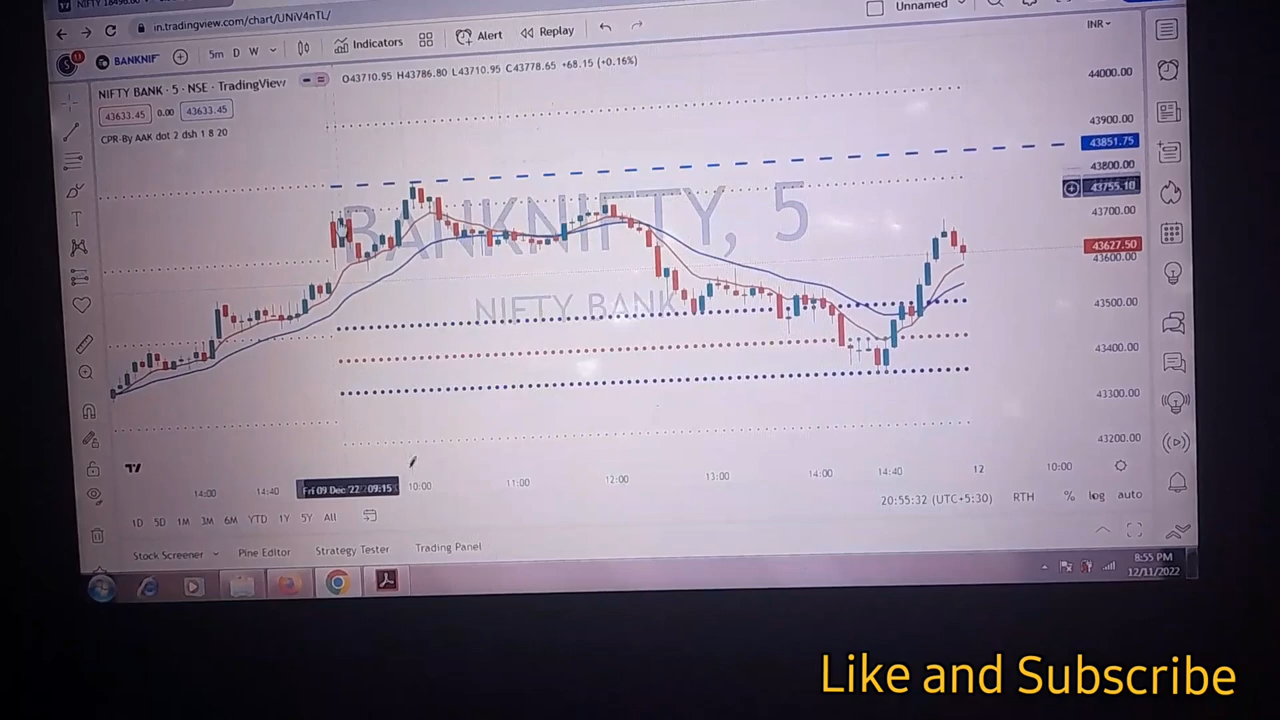 NIFTY 18496.60
in.tradingview.com/chart/UNiV4nTL/
Unnamed
11
BANKNIF
5m D W
Indicators
Alert
Replay
INR
NIFTY BANK · 5 · NSE · TradingView
O43710.95 H43786.80 L43710.95 C43778.65 +68.15 (+0.16%)
43633.45
0.00
43633.45
CPR-By AAK dot 2 dsh 1 8 20
44000.00
43900.00
43851.75
43800.00
43755.10
43700.00
43627.50
43600.00
43500.00
43400.00
43300.00
43200.00
BANKNIFTY, 5
NIFTY BANK
14:00
14:40
Fri 09 Dec '22 09:15
10:00
11:00
12:00
13:00
14:00
14:40
12
10:00
1D 5D 1M 3M 6M YTD 1Y 5Y All
20:55:32 (UTC+5:30)
RTH
%
log
auto
Stock Screener
Pine Editor
Strategy Tester
Trading Panel
8:55 PM
12/11/2022
Like and Subscribe